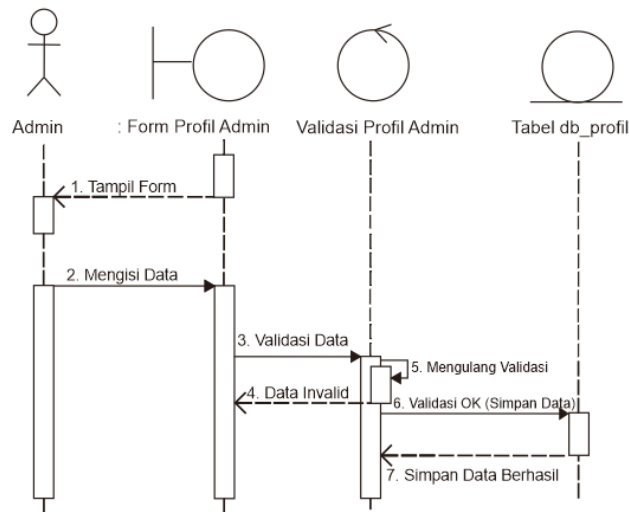 Admin
: Form Profil Admin
Validasi Profil Admin
Tabel db_profil
1. Tampil Form
2. Mengisi Data
3. Validasi Data
5. Mengulang Validasi
4. Data Invalid
6. Validasi OK (Simpan Data)
7. Simpan Data Berhasil